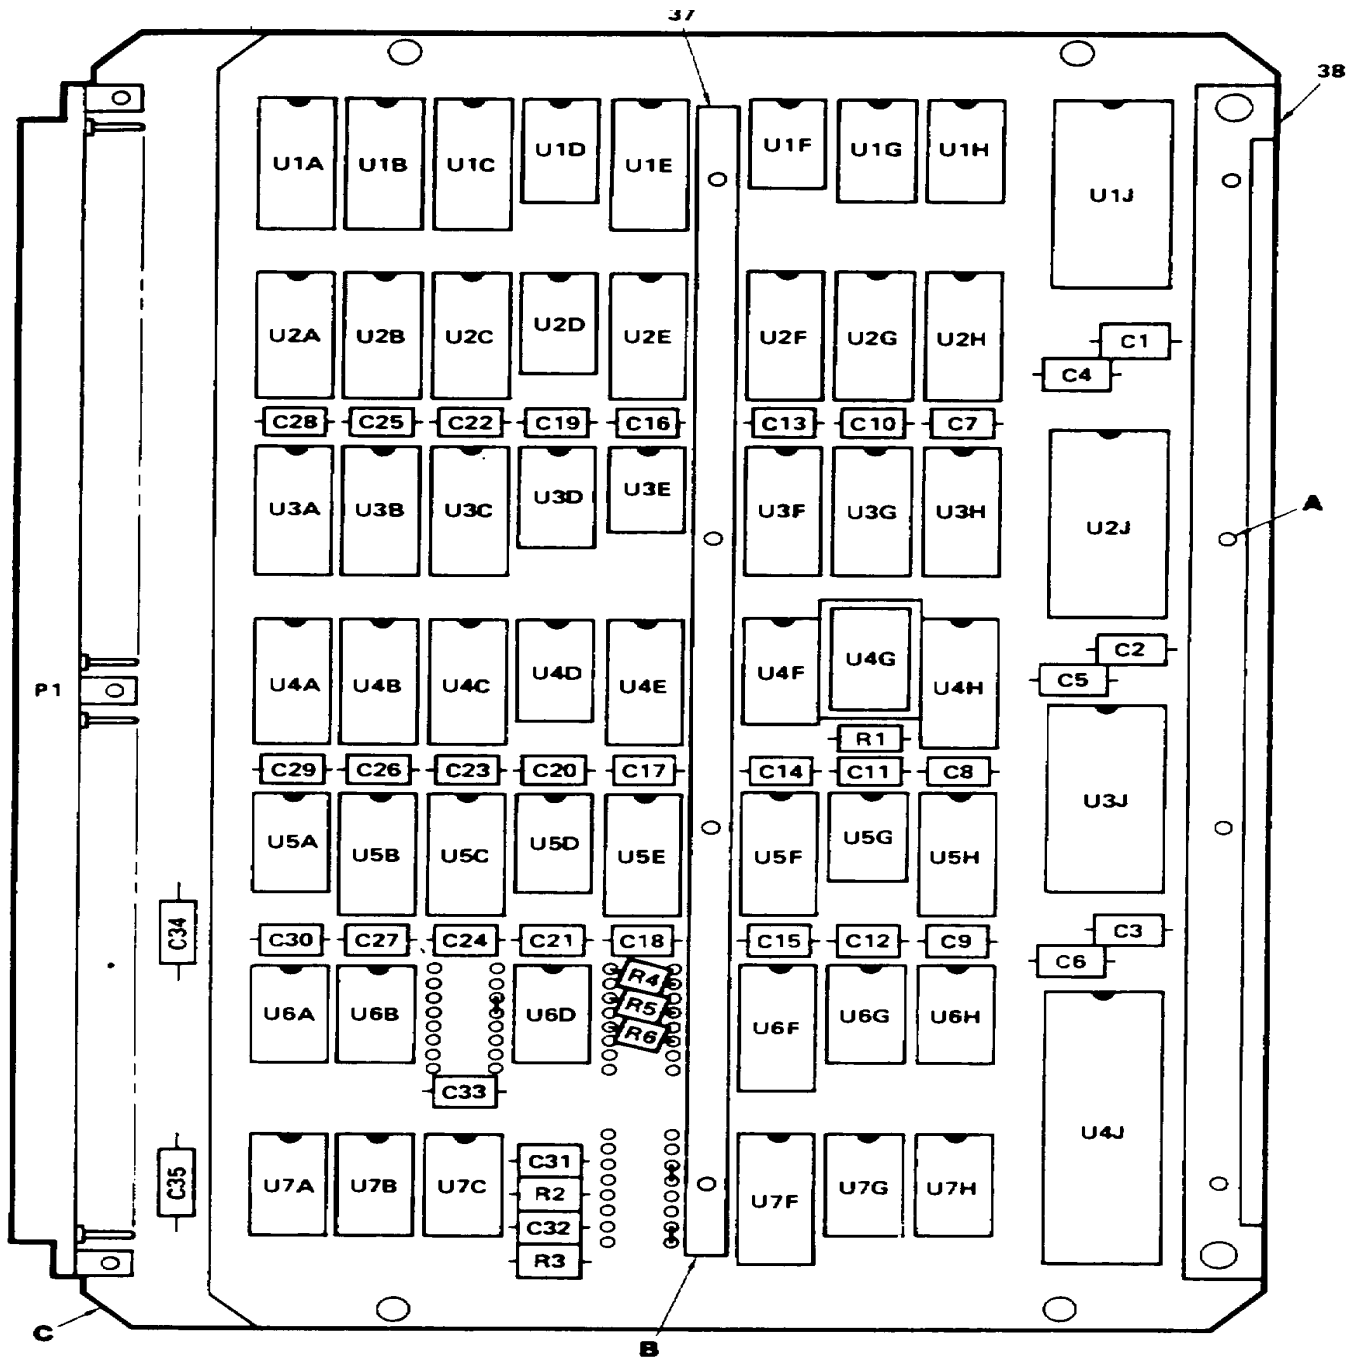 37
38
U1A U1B U1C U1D U1E U1F U1G U1H U1J
U2A U2B U2C U2D U2E U2F U2G U2H C1
C4
C28 C25 C22 C19 C16 C13 C10 C7
U3A U3B U3C U3D U3E U3F U3G U3H U2J A
C2
U4A U4B U4C U4D U4E U4F U4G U4H C5
P1
R1
C29 C26 C23 C20 C17 C14 C11 C8
U3J
U5A U5B U5C U5D U5E U5F U5G U5H
C34
C30 C27 C24 C21 C18 C15 C12 C9 C3
C6
R4
U6A U6B U6D R5 U6F U6G U6H
R6
C33
U4J
C31
C35 U7A U7B U7C R2 U7F U7G U7H
C32
R3
C
B